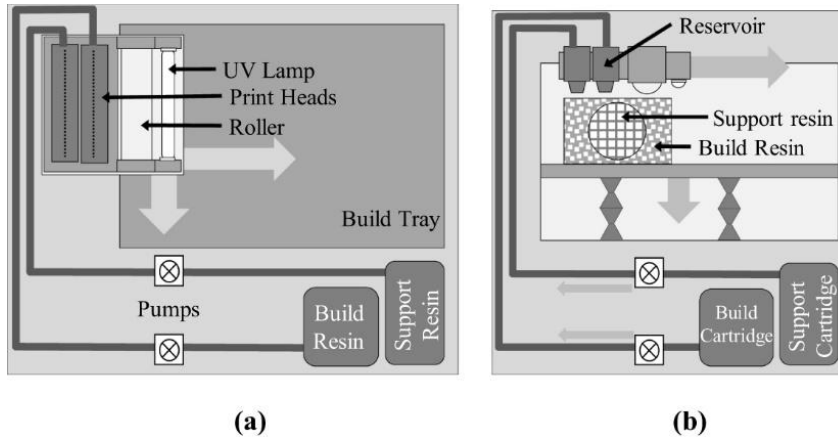 UV Lamp
Print Heads
Roller
Build Tray
Pumps
Build
Resin
Support
Resin
(a)
Reservoir
Support resin
Build Resin
Build
Cartridge
Support
Cartridge
(b)